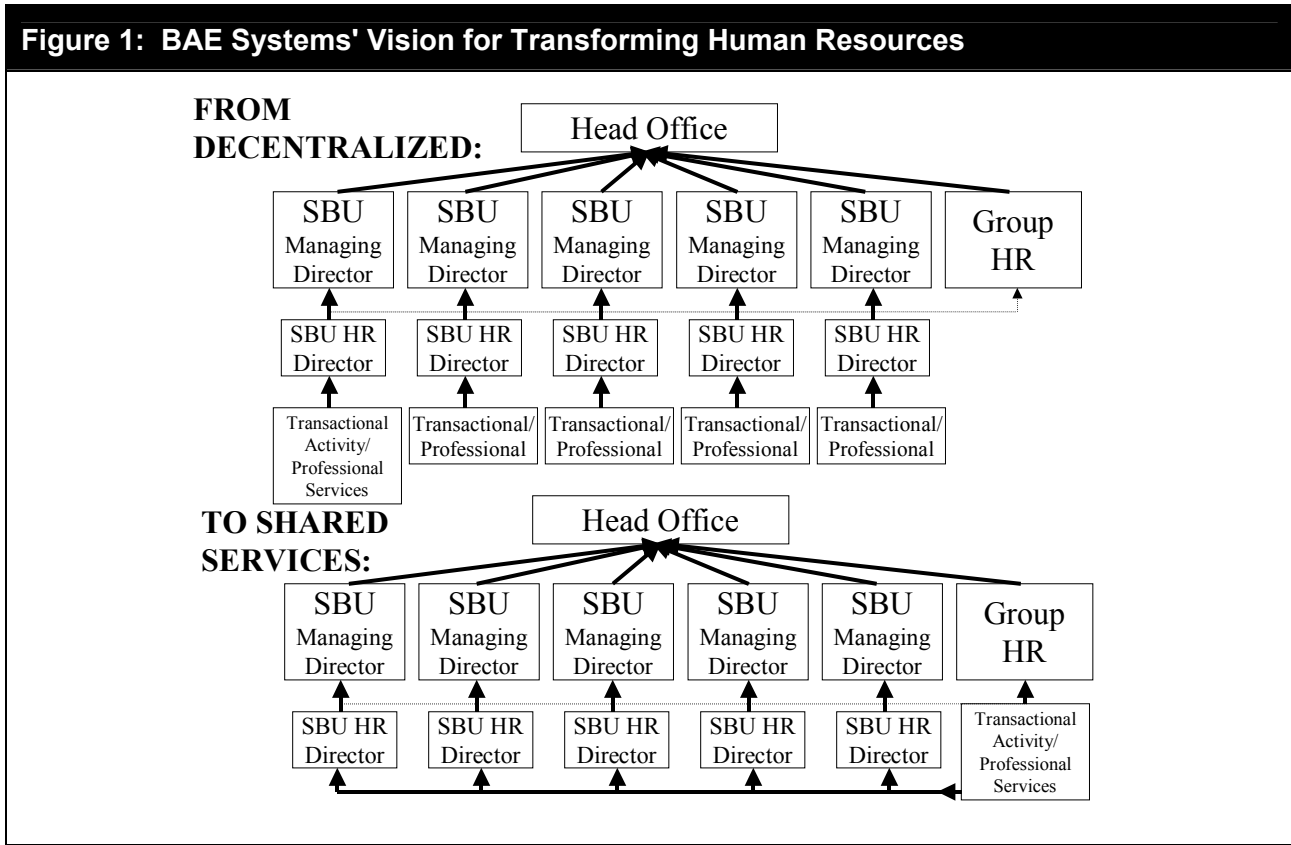 Figure 1: BAE Systems' Vision for Transforming Human Resources
FROM
DECENTRALIZED:
Head Office
SBU
Managing
Director
SBU
Managing
Director
SBU
Managing
Director
SBU
Managing
Director
SBU
Managing
Director
Group
HR
SBU HR
Director
SBU HR
Director
SBU HR
Director
SBU HR
Director
SBU HR
Director
Transactional
Activity/
Professional
Services
Transactional/
Professional
Transactional/
Professional
Transactional/
Professional
Transactional/
Professional
TO SHARED
SERVICES:
Head Office
SBU
Managing
Director
SBU
Managing
Director
SBU
Managing
Director
SBU
Managing
Director
SBU
Managing
Director
Group
HR
SBU HR
Director
SBU HR
Director
SBU HR
Director
SBU HR
Director
SBU HR
Director
Transactional
Activity/
Professional
Services